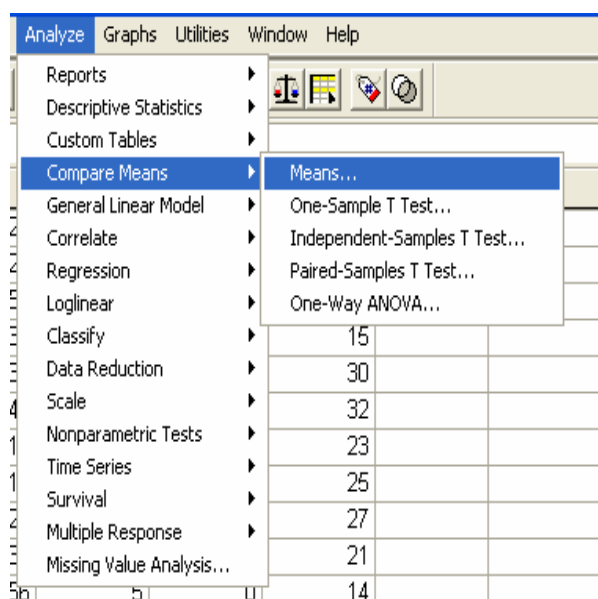 Analyze Graphs Utilities Window Help
Reports
Descriptive Statistics
Custom Tables
Compare Means
General Linear Model
Correlate
Regression
Loglinear
Classify
Data Reduction
Scale
Nonparametric Tests
Time Series
Survival
Multiple Response
Missing Value Analysis...
Means...
One-Sample T Test...
Independent-Samples T Test...
Paired-Samples T Test...
One-Way ANOVA...
15
30
32
23
25
27
21
14